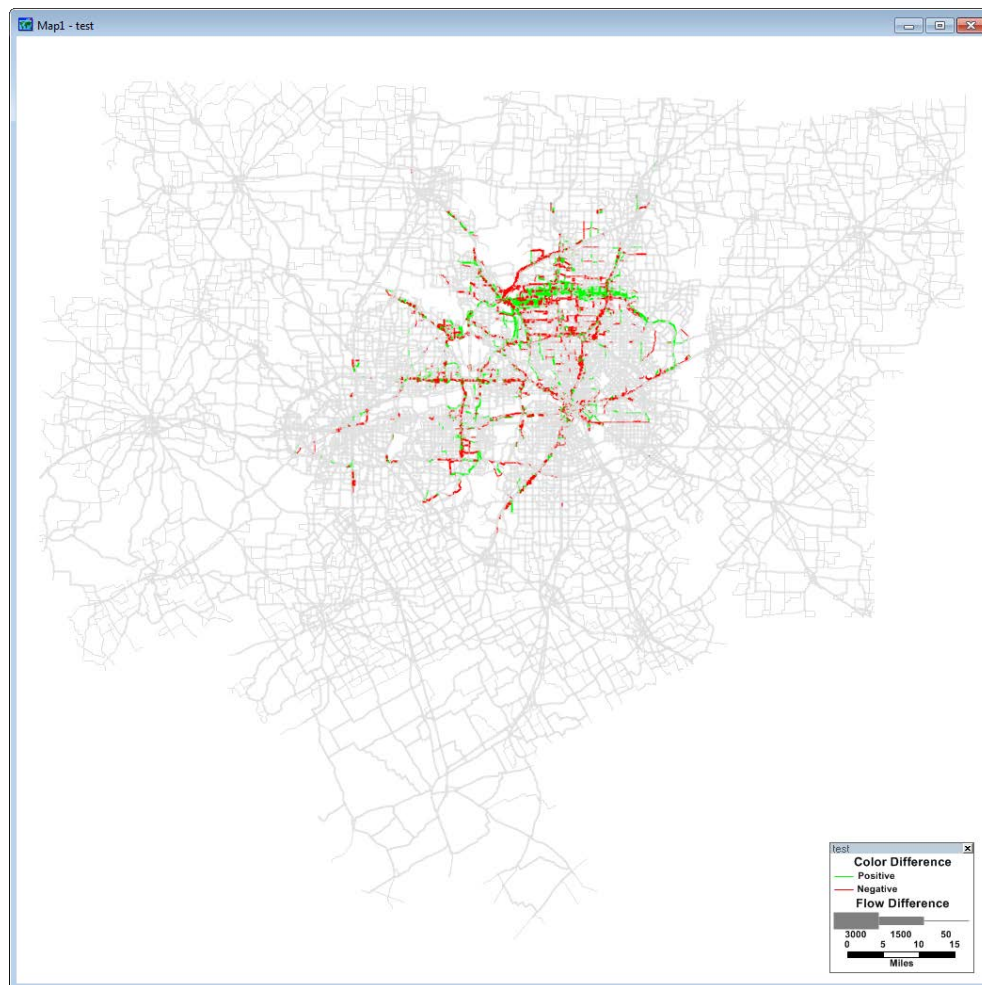 Map1 - test
test
Color Difference
Positive
Negative
Flow Difference
3000 1500 50
0 5 10 15
Miles